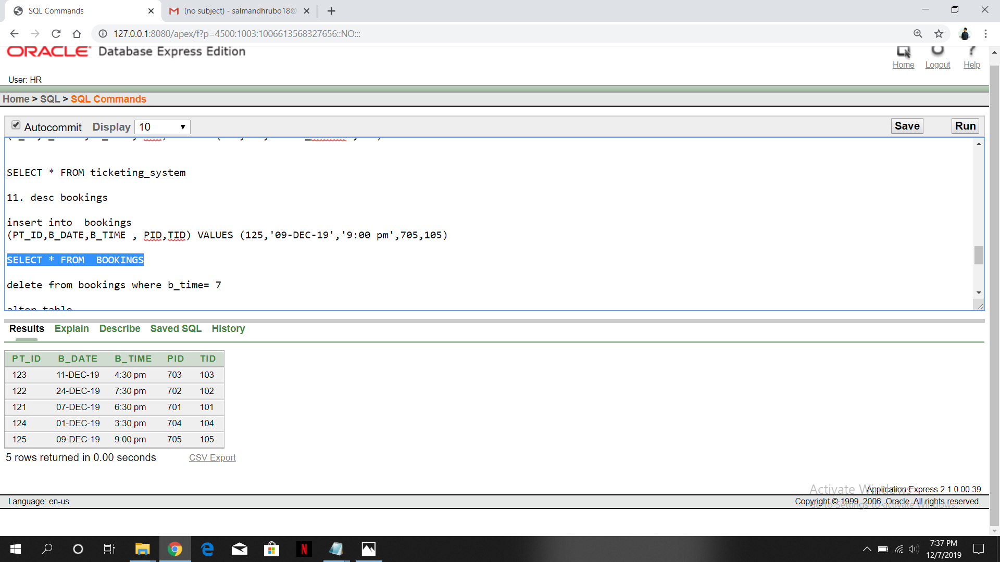 SQL Commands
(no subject) - salmandhrubo18@
127.0.0.1:8080/apex/f?p=4500:1003:1006613568327656::NO:::
ORACLE Database Express Edition
Home Logout Help
User: HR
Home > SQL > SQL Commands
Autocommit Display 10 Save Run
SELECT * FROM ticketing_system
11. desc bookings
insert into  bookings
(PT_ID,B_DATE,B_TIME , PID,TID) VALUES (125,'09-DEC-19','9:00 pm',705,105)
SELECT * FROM  BOOKINGS
delete from bookings where b_time= 7
alter table
Results Explain Describe Saved SQL History
PT_ID B_DATE B_TIME PID TID
123 11-DEC-19 4:30 pm 703 103
122 24-DEC-19 7:30 pm 702 102
121 07-DEC-19 6:30 pm 701 101
124 01-DEC-19 3:30 pm 704 104
125 09-DEC-19 9:00 pm 705 105
5 rows returned in 0.00 seconds CSV Export
Activate Windows
Application Express 2.1.0.00.39
Language: en-us
Copyright © 1999, 2006, Oracle. All rights reserved.
Go to Settings to activate Windows.
7:37 PM
12/7/2019